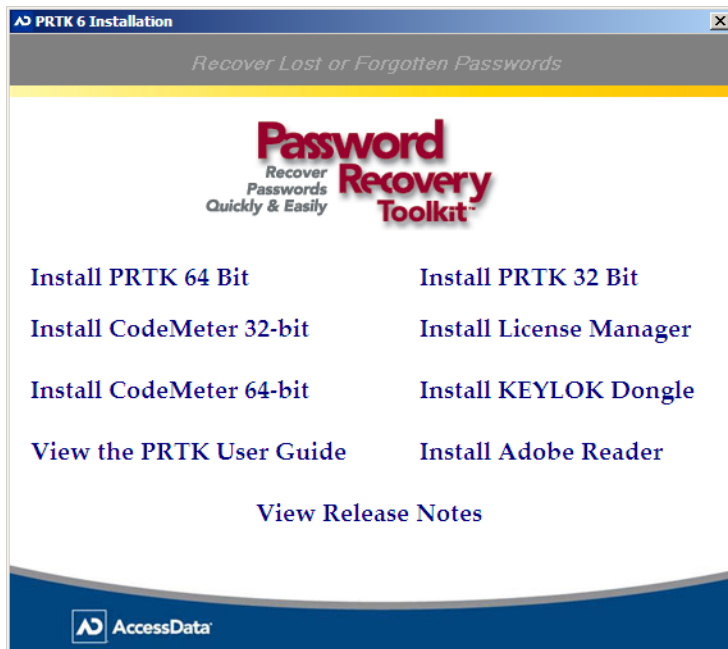 PRTK 6 Installation
Recover Lost or Forgotten Passwords
Password
Recover
Passwords
Quickly & Easily
Recovery
Toolkit™
Install PRTK 64 Bit
Install PRTK 32 Bit
Install CodeMeter 32-bit
Install License Manager
Install CodeMeter 64-bit
Install KEYLOK Dongle
View the PRTK User Guide
Install Adobe Reader
View Release Notes
AccessData